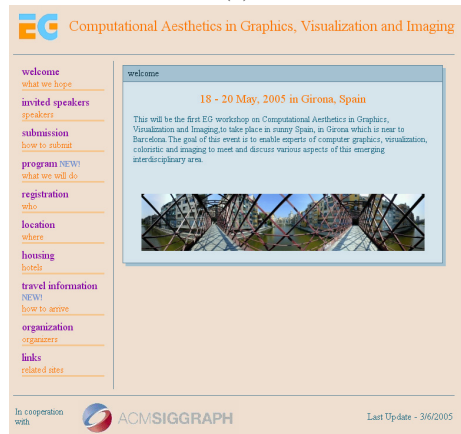 EG Computational Aesthetics in Graphics, Visualization and Imaging
welcome
what we hope
invited speakers
speakers
submission
how to submit
program NEW!
what we will do
registration
who
location
where
housing
hotels
travel information
NEW!
how to arrive
organization
organizers
links
related sites
welcome
18 - 20 May, 2005 in Girona, Spain
This will be the first EG workshop on Computational Aesthetics in Graphics,
Visualization and Imaging,to take place in sunny Spain, in Girona which is near to
Barcelona.The goal of this event is to enable experts of computer graphics, visualization,
coloristic and imaging to meet and discuss various aspects of this emerging
interdisciplinary area.
In cooperation
with
ACMSIGGRAPH
Last Update - 3/6/2005